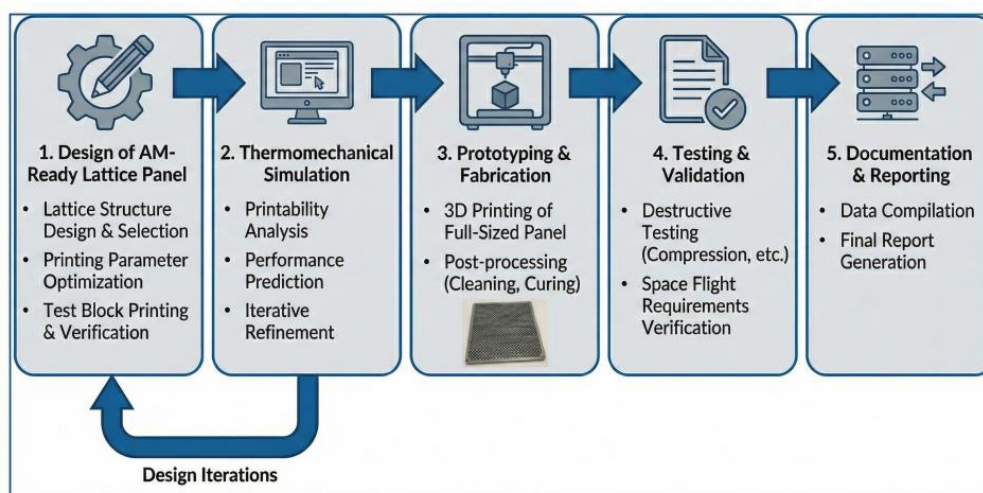 1. Design of AM-
Ready Lattice Panel
• Lattice Structure
Design & Selection
• Printing Parameter
Optimization
• Test Block Printing
& Verification
2. Thermomechanical
Simulation
• Printability
Analysis
• Performance
Prediction
• Iterative
Refinement
3. Prototyping &
Fabrication
• 3D Printing of
Full-Sized Panel
• Post-processing
(Cleaning, Curing)
4. Testing &
Validation
• Destructive
Testing
(Compression, etc.)
• Space Flight
Requirements
Verification
5. Documentation
& Reporting
• Data Compilation
• Final Report
Generation
Design Iterations